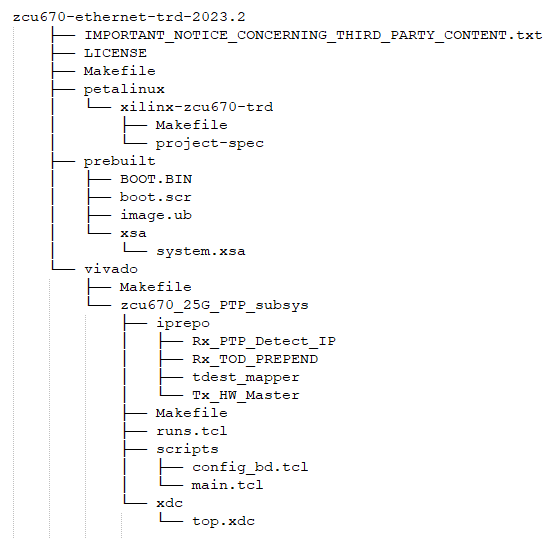 zcu670-ethernet-trd-2023.2
├── IMPORTANT_NOTICE_CONCERNING_THIRD_PARTY_CONTENT.txt
├── LICENSE
├── Makefile
├── petalinux
│   └── xilinx-zcu670-trd
│       ├── Makefile
│       └── project-spec
├── prebuilt
│   ├── BOOT.BIN
│   ├── boot.scr
│   ├── image.ub
│   └── xsa
│       └── system.xsa
└── vivado
    ├── Makefile
    └── zcu670_25G_PTP_subsys
        ├── iprepo
        │   ├── Rx_PTP_Detect_IP
        │   ├── Rx_TOD_PREPEND
        │   ├── tdest_mapper
        │   └── Tx_HW_Master
        ├── Makefile
        ├── runs.tcl
        ├── scripts
        │   ├── config_bd.tcl
        │   └── main.tcl
        └── xdc
            └── top.xdc